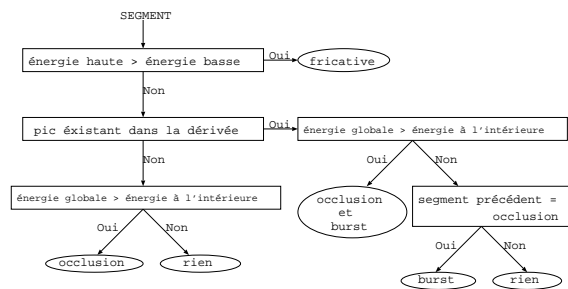 SEGMENT
énergie haute > énergie basse
Oui
fricative
Non
pic éxistant dans la dérivée
Oui
énergie globale > énergie à l'intérieure
Non
Oui
Non
énergie globale > énergie à l'intérieure
occlusion
et
burst
segment précédent =
occlusion
Oui
Non
Oui
Non
occlusion
rien
burst
rien